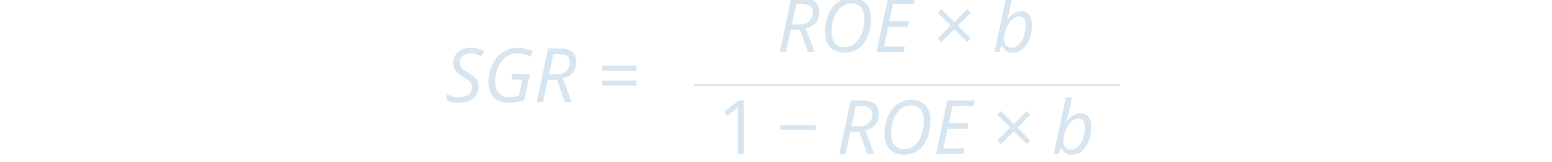 SGR = ROE × b
1 − ROE × b